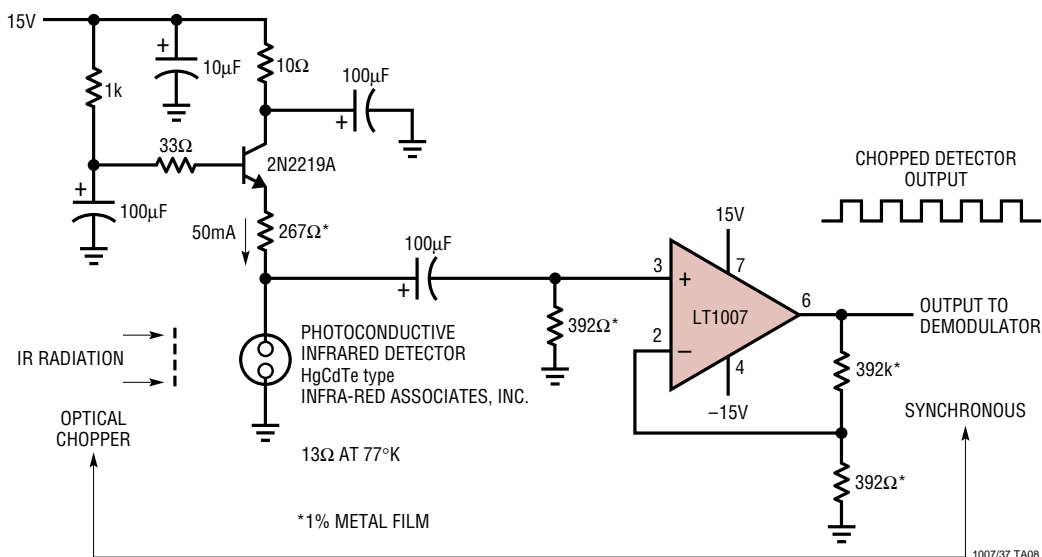 15V
1k
+
10μF
10Ω
100μF
+
33Ω
2N2219A
+
100μF
50mA
267Ω*
100μF
+
CHOPPED DETECTOR
OUTPUT
15V
3
+
7
LT1007
6
2
–
4
–15V
392Ω*
OUTPUT TO
DEMODULATOR
392k*
392Ω*
SYNCHRONOUS
IR RADIATION
PHOTOCONDUCTIVE
INFRARED DETECTOR
HgCdTe type
INFRA-RED ASSOCIATES, INC.
OPTICAL
CHOPPER
13Ω AT 77°K
*1% METAL FILM
1007/37 TA08